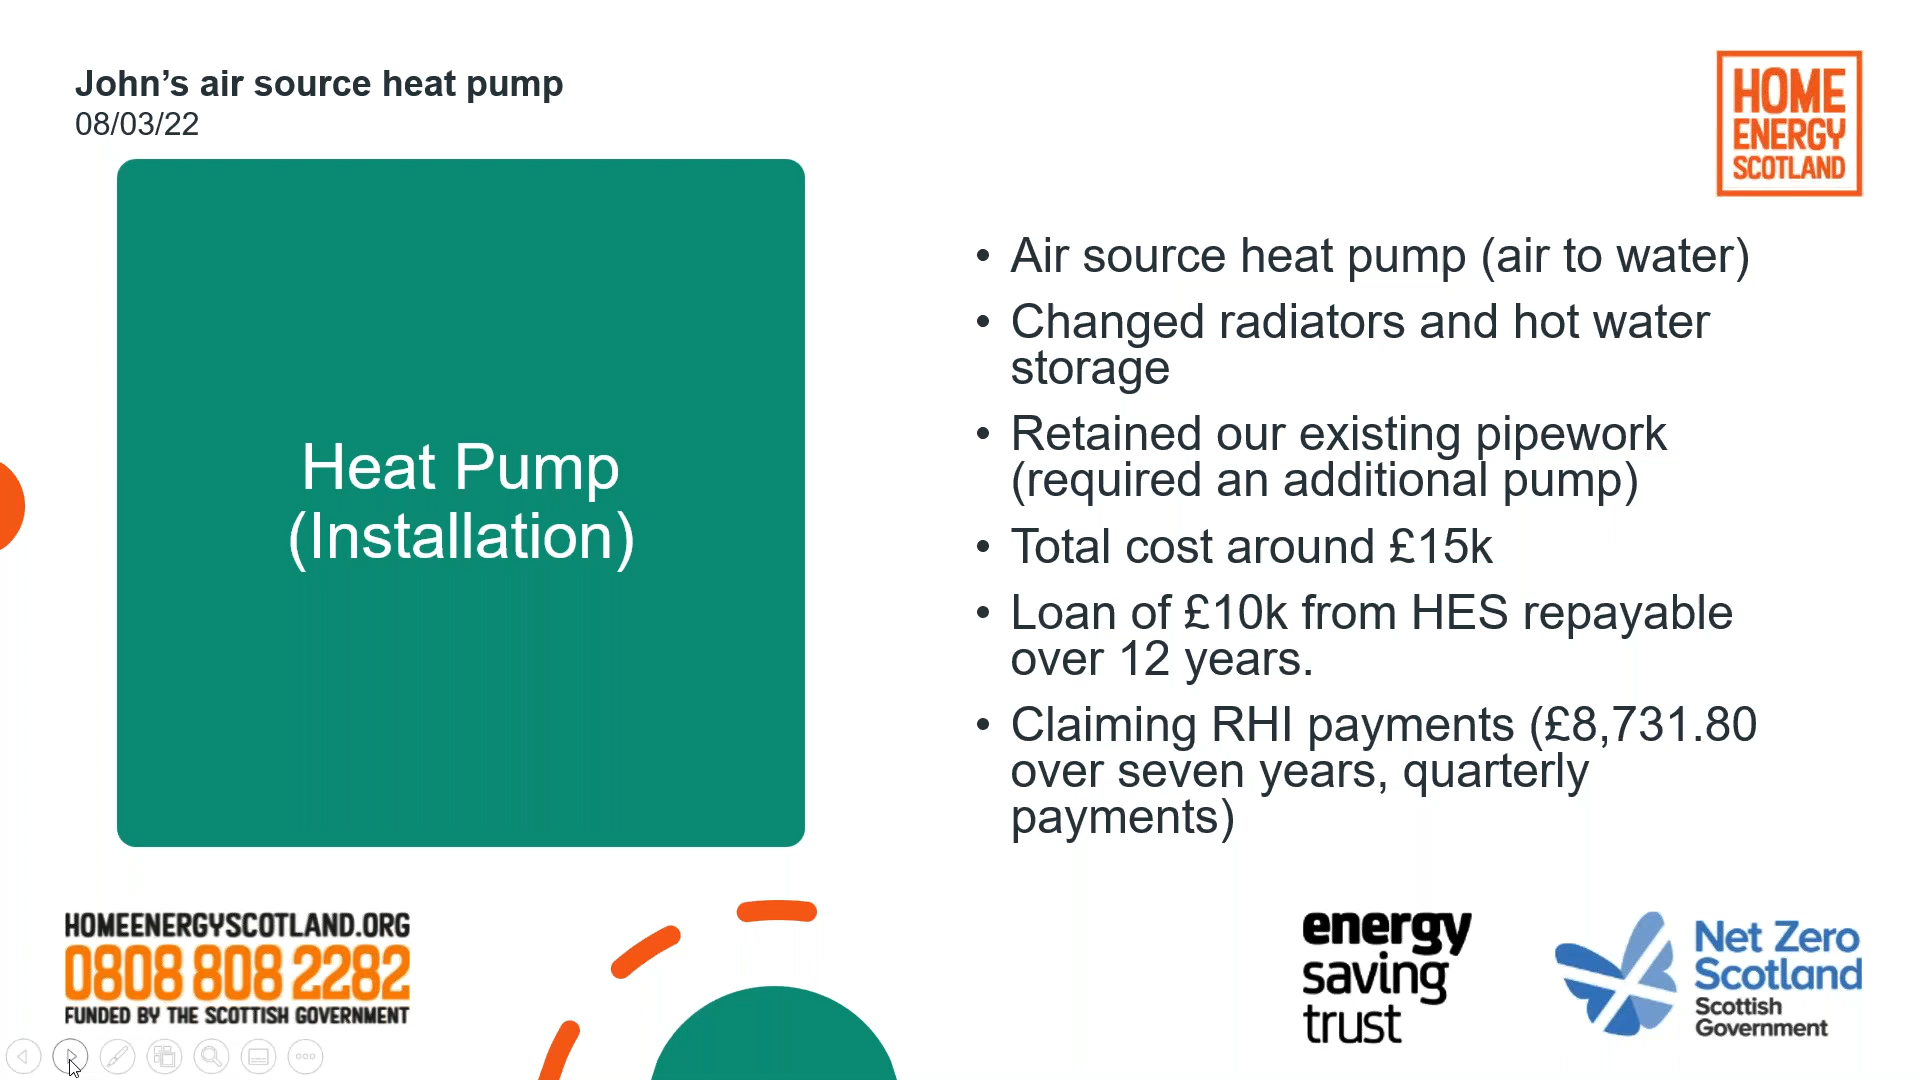 John’s air source heat pump
08/03/22
HOME
ENERGY
SCOTLAND
Heat Pump
(Installation)
• Air source heat pump (air to water)
• Changed radiators and hot water
storage
• Retained our existing pipework
(required an additional pump)
• Total cost around £15k
• Loan of £10k from HES repayable
over 12 years.
• Claiming RHI payments (£8,731.80
over seven years, quarterly
payments)
HOMEENERGYSCOTLAND.ORG
0808 808 2282
FUNDED BY THE SCOTTISH GOVERNMENT
energy
saving
trust
Net Zero
Scotland
Scottish
Government